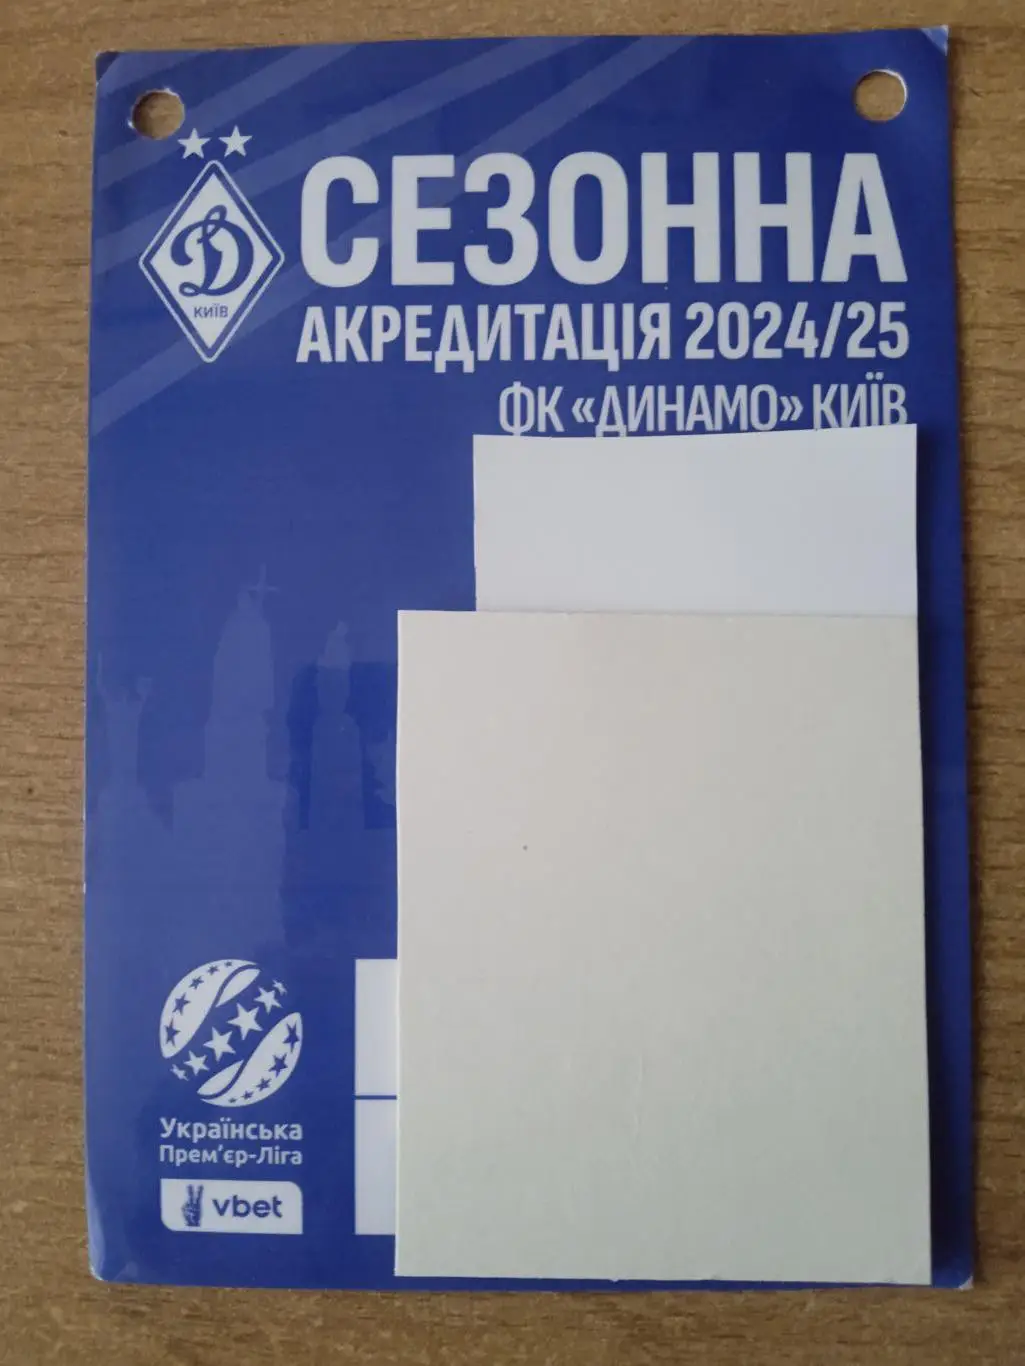 СЕЗОННА
АКРЕДИТАЦІЯ 2024/25
ФК «ДИНАМО» КИЇВ
Д
КИЇВ
Українська
Прем’єр-Ліга
vbet